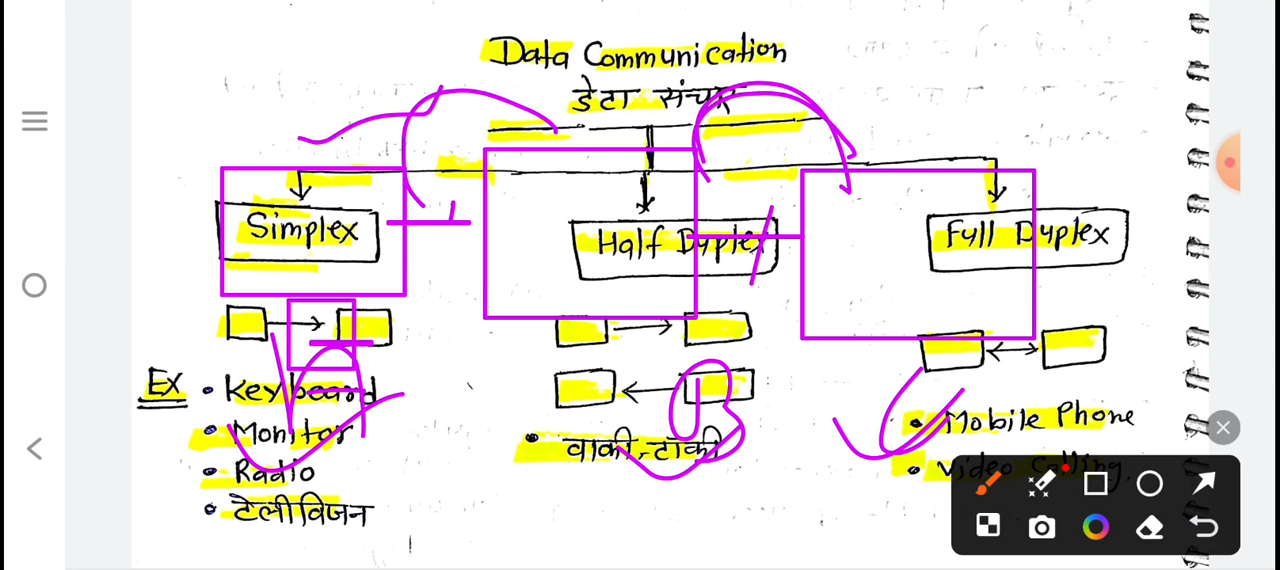 Data Communication
डेटा संचार
Simplex
Half Duplex
Full Duplex
Ex
• Keyboard
• Monitor
• Radio
• टेलीविजन
• वाकी-टॉकी
• Mobile Phone
• Video Calling.